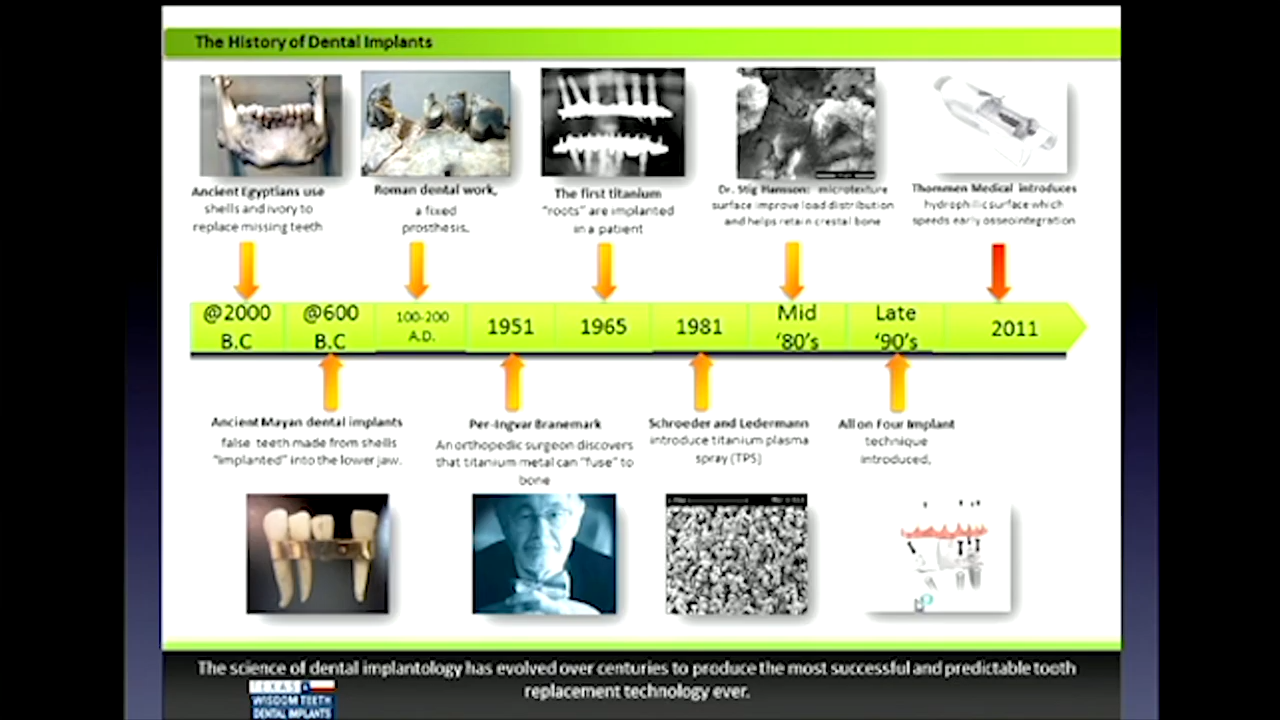 The History of Dental Implants
Ancient Egyptians use
shells and ivory to
replace missing teeth
Roman dental work,
a fixed
prosthesis.
The first titanium
"roots" are implanted
in a patient
Dr. Stig Hansson: microtexture
surface improve load distribution
and helps retain crestal bone
Thommen Medical introduces
hydrophilic surface which
speeds early osseointegration
@2000
B.C
@600
B.C
100-200
A.D.
1951
1965
1981
Mid
'80's
Late
'90's
2011
Ancient Mayan dental implants
false teeth made from shells
"implanted" into the lower jaw.
Per-Ingvar Branemark
An orthopedic surgeon discovers
that titanium metal can "fuse" to
bone
Schroeder and Ledermann
introduce titanium plasma
spray (TPS)
All on Four Implant
technique
introduced.
The science of dental implantology has evolved over centuries to produce the most successful and predictable tooth
replacement technology ever.
TEXAS
WISDOM TEETH
DENTAL IMPLANTS